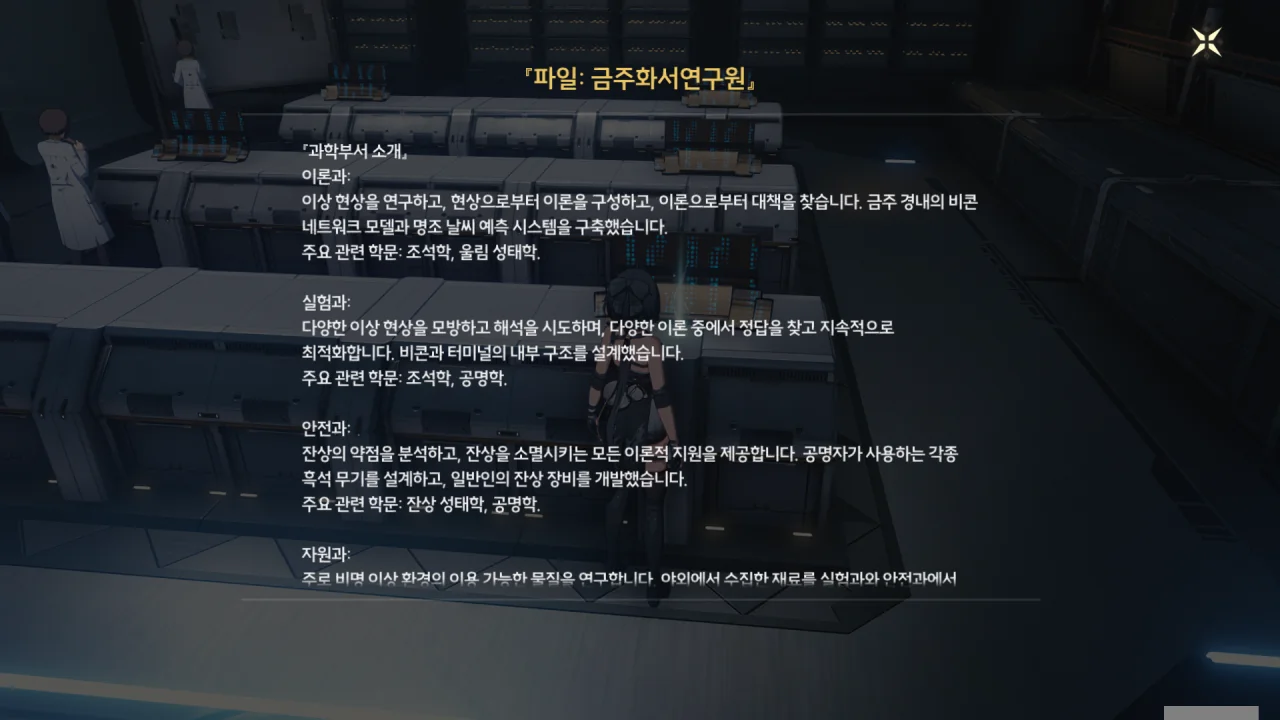 『파일: 금주화서연구원』
『과학부서 소개』
이론과:
이상 현상을 연구하고, 현상으로부터 이론을 구성하고, 이론으로부터 대책을 찾습니다. 금주 경내의 비콘
네트워크 모델과 명조 날씨 예측 시스템을 구축했습니다.
주요 관련 학문: 조석학, 울림 성태학.
실험과:
다양한 이상 현상을 모방하고 해석을 시도하며, 다양한 이론 중에서 정답을 찾고 지속적으로
최적화합니다. 비콘과 터미널의 내부 구조를 설계했습니다.
주요 관련 학문: 조석학, 공명학.
안전과:
잔상의 약점을 분석하고, 잔상을 소멸시키는 모든 이론적 지원을 제공합니다. 공명자가 사용하는 각종
흑석 무기를 설계하고, 일반인의 잔상 장비를 개발했습니다.
주요 관련 학문: 잔상 성태학, 공명학.
자원과:
주로 비명 이상 환경의 이용 가능한 물질을 연구합니다. 야외에서 수집한 재료를 실험과와 안전과에서